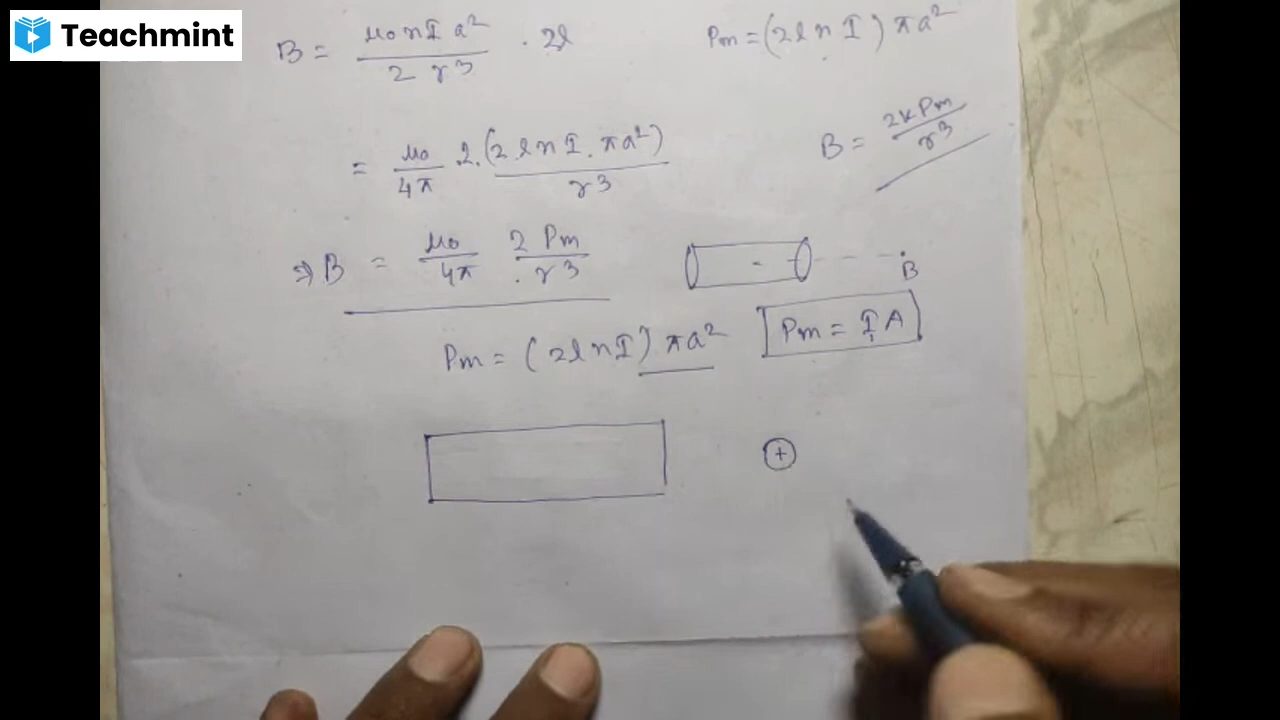 Teachmint
B = μ₀nIa² / 2r³ · 2l
Pm = (2lnI) πa²
= μ₀/4π 2·(2lnI·πa²) / r³
B = 2KPm / r³
⇒ B = μ₀/4π · 2Pm / r³
B
Pm = (2lnI) πa²
Pm = IA
+